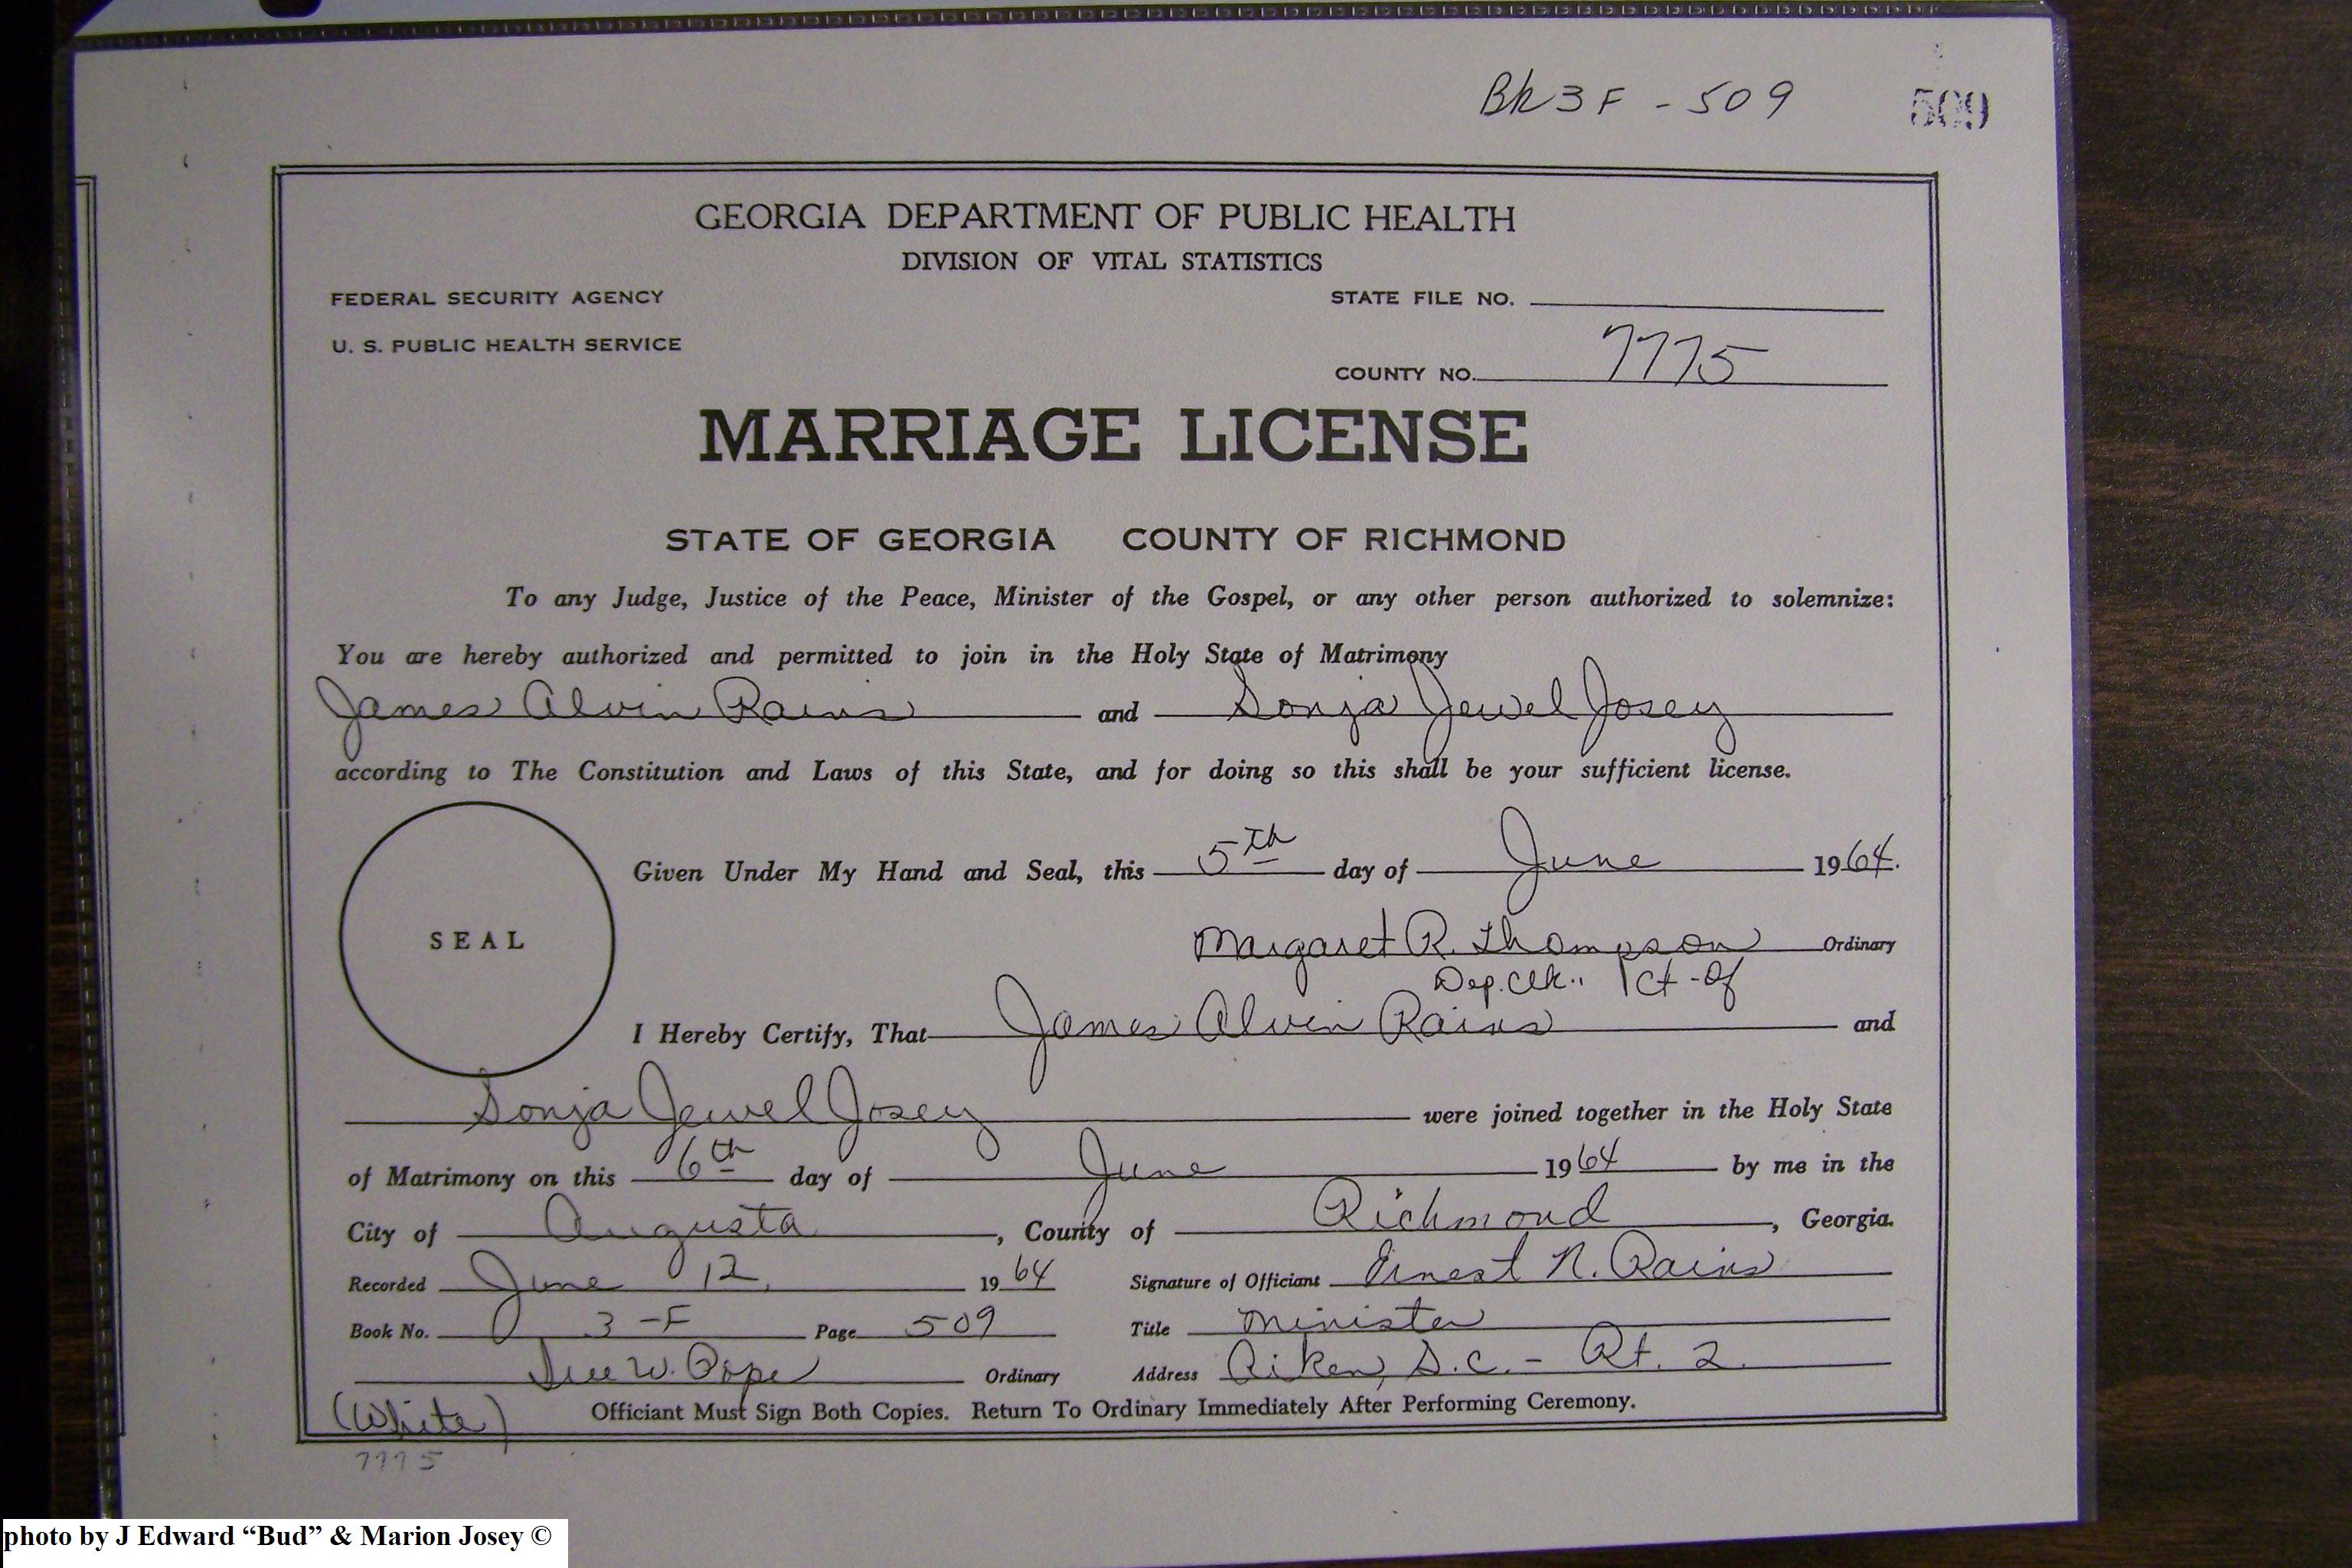 Bk 3F - 509 509
GEORGIA DEPARTMENT OF PUBLIC HEALTH
DIVISION OF VITAL STATISTICS
FEDERAL SECURITY AGENCY STATE FILE NO.
U. S. PUBLIC HEALTH SERVICE
COUNTY NO. 7775
MARRIAGE LICENSE
STATE OF GEORGIA COUNTY OF RICHMOND
To any Judge, Justice of the Peace, Minister of the Gospel, or any other person authorized to solemnize:
You are hereby authorized and permitted to join in the Holy State of Matrimony
James Alvin Rains and Sonja Jewel Josey
according to The Constitution and Laws of this State, and for doing so this shall be your sufficient license.
SEAL
Given Under My Hand and Seal, this 5th day of June 1964.
Margaret R. Thompson Ordinary
Dep. Clk.
I Hereby Certify, That James Alvin Rains and
Sonja Jewel Josey were joined together in the Holy State
of Matrimony on this 6th day of June 1964 by me in the
City of Augusta, County of Richmond, Georgia.
Recorded June 12, 1964 Signature of Officiant Ernest N. Rains
Book No. 3-F Page 509 Title Minister
W. Pope Ordinary Address Aiken, S.C. - Rt. 2.
(White) Officiant Must Sign Both Copies. Return To Ordinary Immediately After Performing Ceremony.
7775
photo by J Edward “Bud” & Marion Josey ©